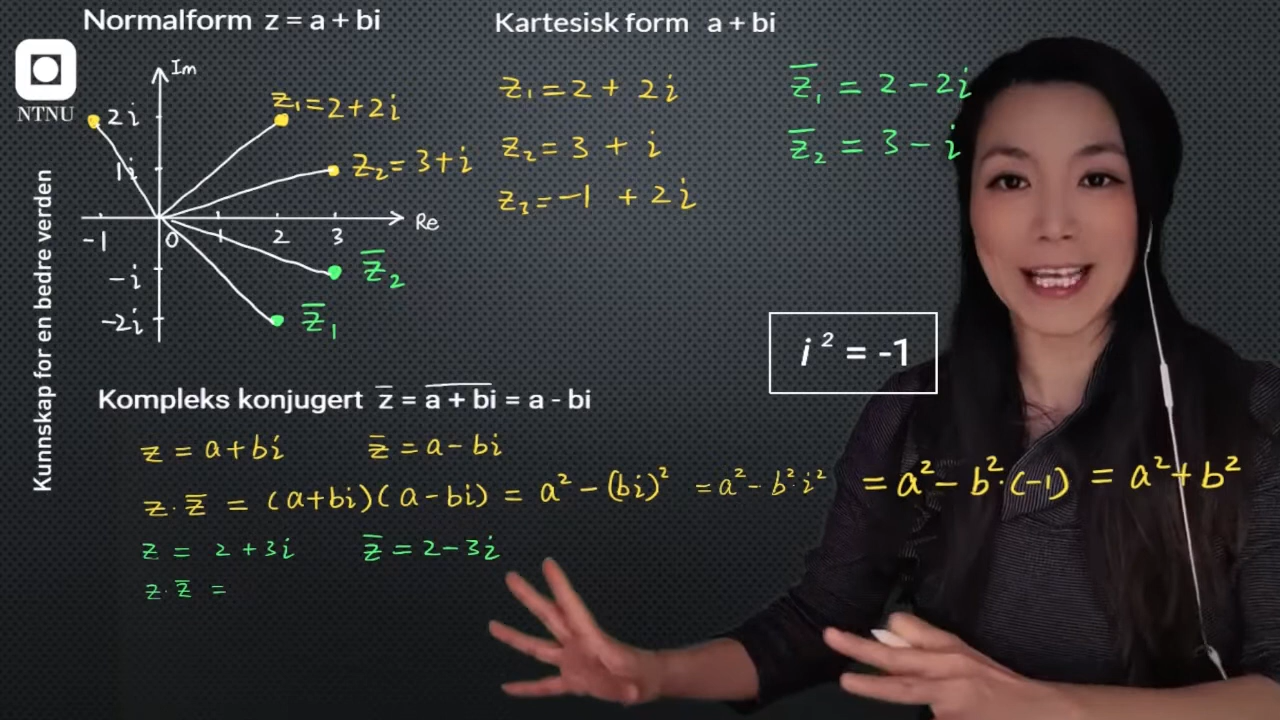 Normalform z = a + bi
Kartesisk form a + bi
NTNU
Kunnskap for en bedre verden
Im
2i
1i
-1
0
1
2
3
Re
-i
-2i
z₁=2+2i
z₂=3+i
z̅₂
z̅₁
z₁=2+2i
z₂=3+i
z₃=-1+2i
z̅₁=2-2i
z̅₂=3-i
i² = -1
Kompleks konjugert z̅ = a + bi = a - bi
z = a+bi z̅ = a-bi
z·z̅ = (a+bi)(a-bi) = a²-(bi)² = a²-b²·i² = a²-b²·(-1) = a²+b²
z = 2+3i z̅ = 2-3i
z·z̅ =